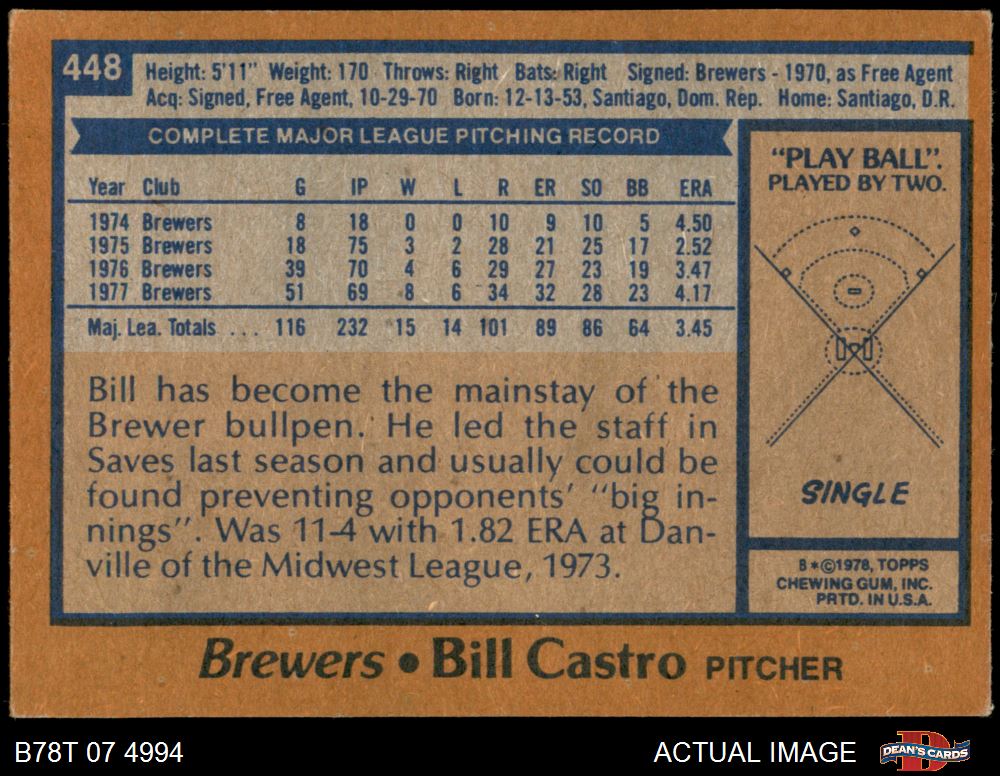 448
Height: 5'11" Weight: 170 Throws: Right Bats: Right Signed: Brewers - 1970, as Free Agent
Acq: Signed, Free Agent, 10-29-70 Born: 12-13-53, Santiago, Dom. Rep. Home: Santiago, D.R.
COMPLETE MAJOR LEAGUE PITCHING RECORD
Year Club G IP W L R ER SO BB ERA
1974 Brewers 8 18 0 0 10 9 10 5 4.50
1975 Brewers 18 75 3 2 28 21 25 17 2.52
1976 Brewers 39 70 4 6 29 27 23 19 3.47
1977 Brewers 51 69 8 6 34 32 28 23 4.17
Maj. Lea. Totals ... 116 232 15 14 101 89 86 64 3.45
Bill has become the mainstay of the
Brewer bullpen. He led the staff in
Saves last season and usually could be
found preventing opponents' "big in-
nings". Was 11-4 with 1.82 ERA at Dan-
ville of the Midwest League, 1973.
"PLAY BALL".
PLAYED BY TWO.
SINGLE
B*©1978, TOPPS
CHEWING GUM, INC.
PRTD. IN U.S.A.
Brewers • Bill Castro PITCHER
B78T 07 4994
ACTUAL IMAGE
D
DEAN'S CARDS